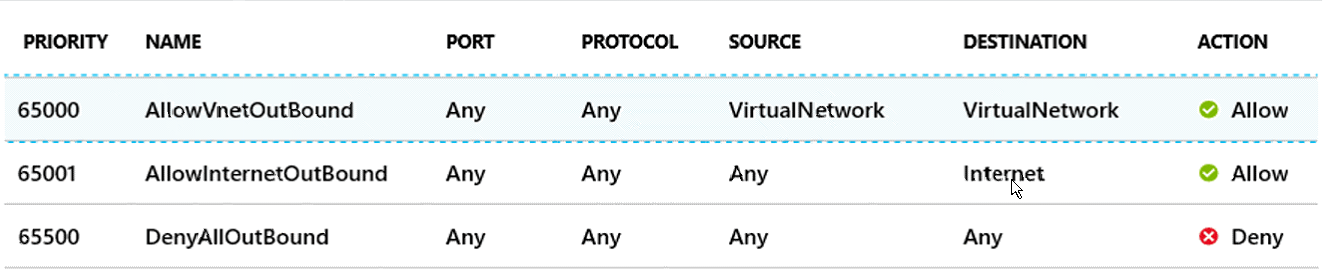 PRIORITY NAME PORT PROTOCOL SOURCE DESTINATION ACTION
65000 AllowVnetOutBound Any Any VirtualNetwork VirtualNetwork Allow
65001 AllowInternetOutBound Any Any Any Internet Allow
65500 DenyAllOutBound Any Any Any Any Deny